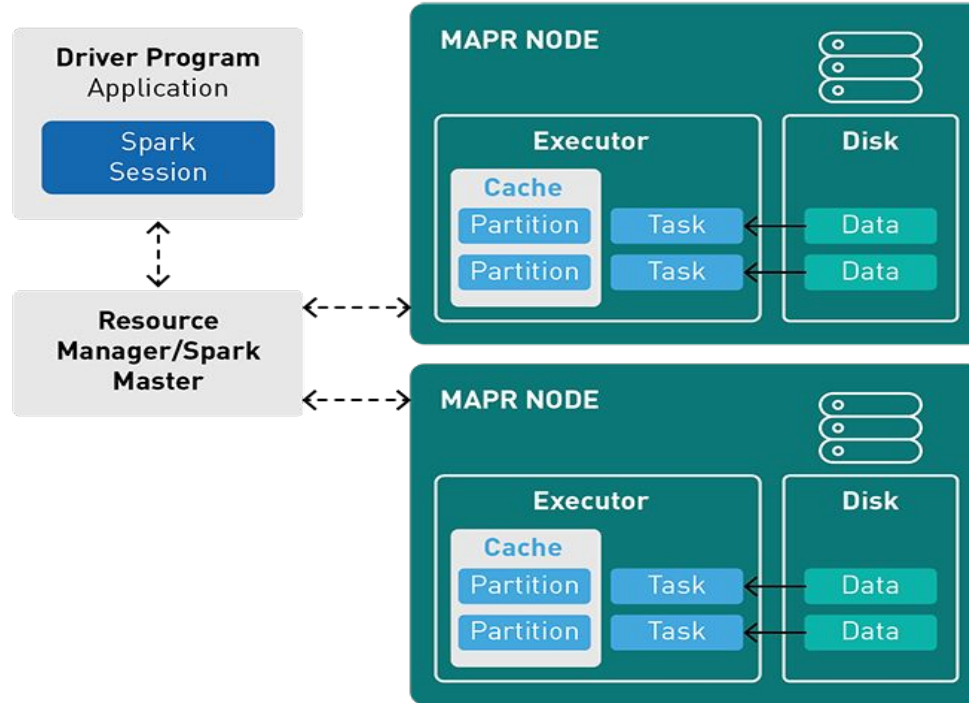 Driver Program
Application
Spark
Session
Resource
Manager/Spark
Master
MAPR NODE
Executor
Disk
Cache
Partition
Task
Data
Partition
Task
Data
MAPR NODE
Executor
Disk
Cache
Partition
Task
Data
Partition
Task
Data